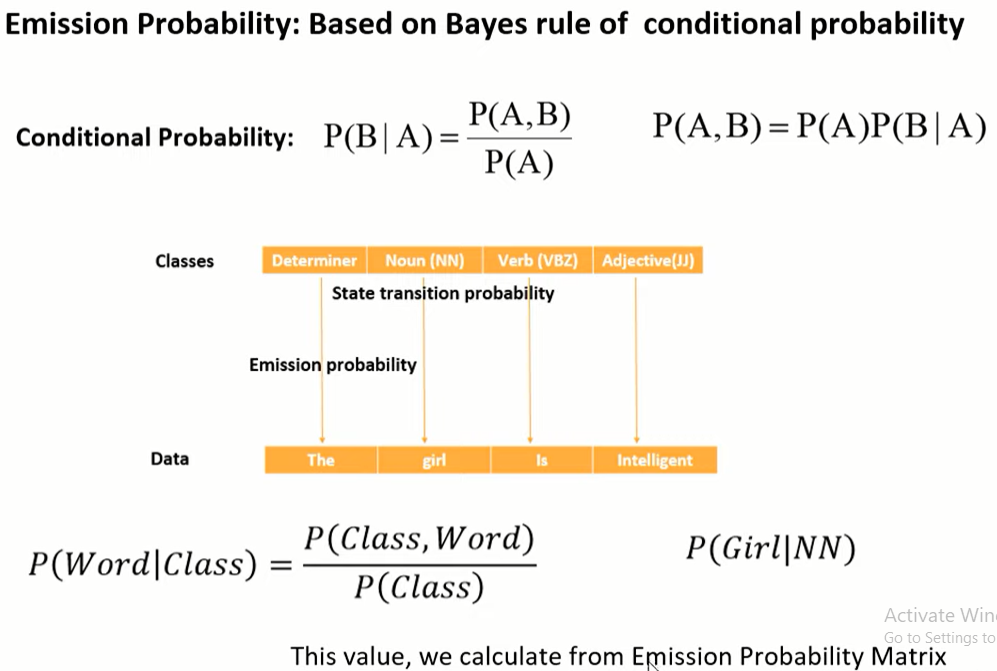 Emission Probability: Based on Bayes rule of conditional probability
Conditional Probability: P(B|A) = P(A,B) / P(A) P(A,B) = P(A)P(B|A)
Classes Determiner Noun (NN) Verb (VBZ) Adjective(JJ)
State transition probability
Emission probability
Data The girl Is Intelligent
P(Word|Class) = P(Class, Word) / P(Class) P(Girl|NN)
Activate Win
Go to Settings to
This value, we calculate from Emission Probability Matrix